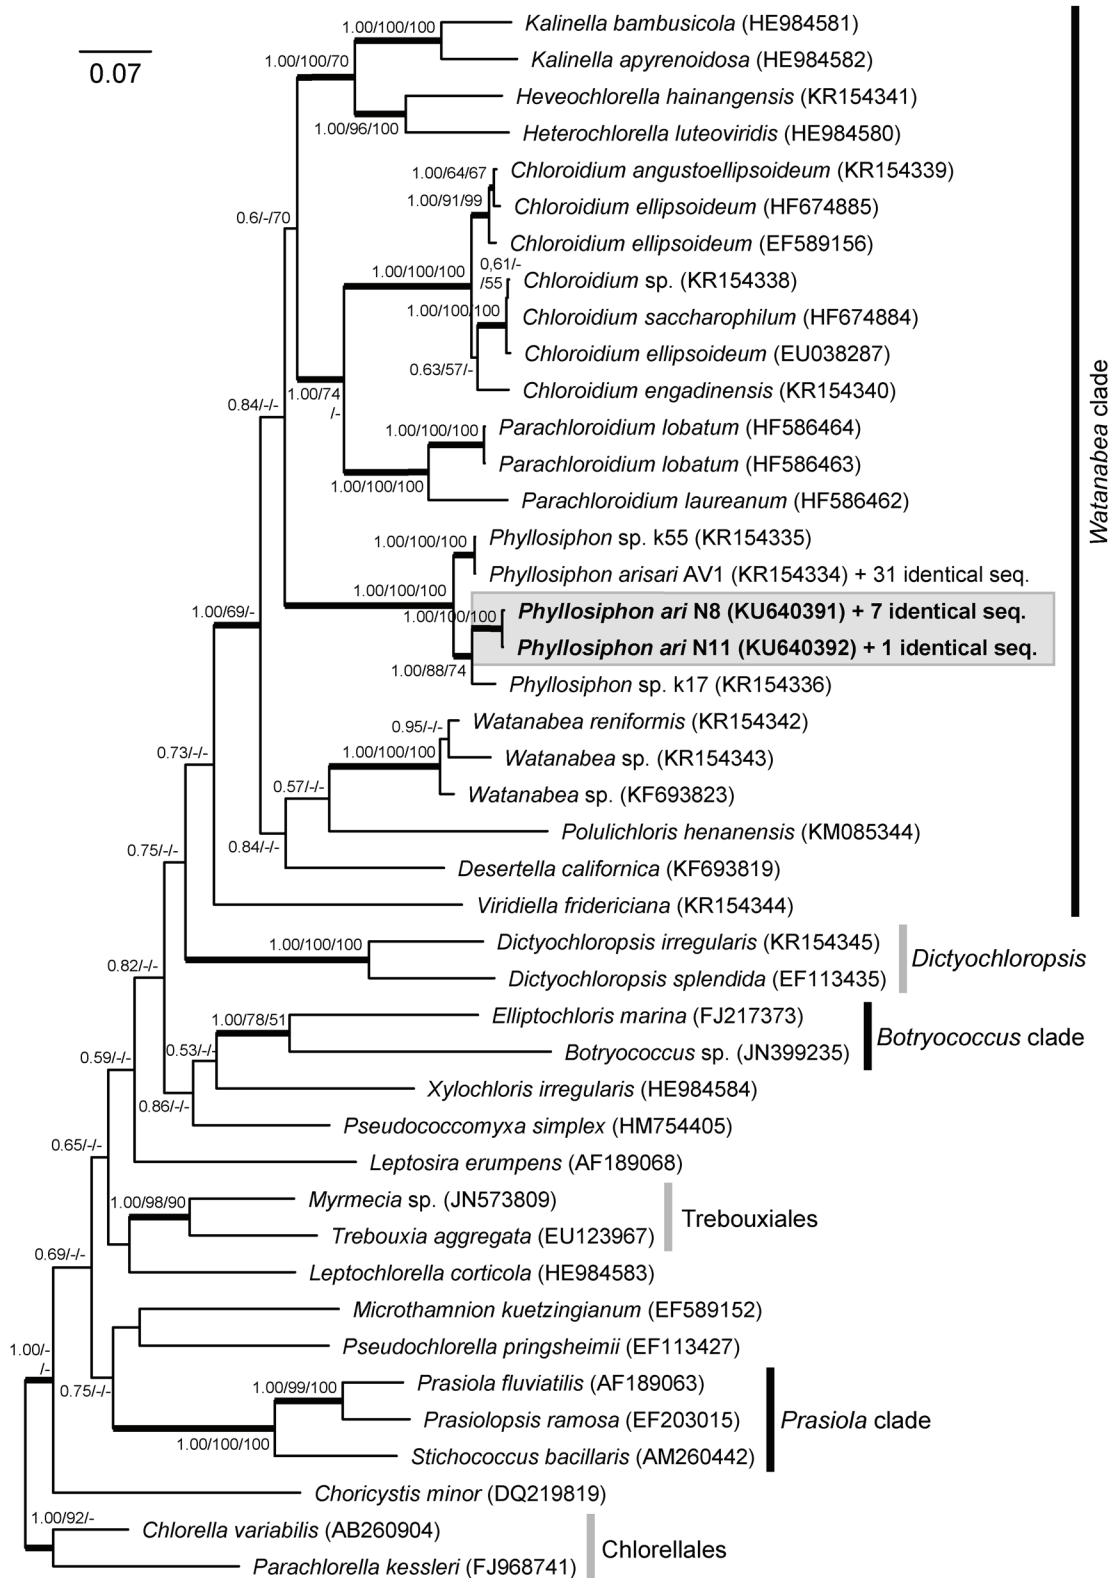 1.00/100/100
Kalinella bambusicola (HE984581)
0.07
1.00/100/70
Kalinella apyrenoidosa (HE984582)
Heveochlorella hainangensis (KR154341)
1.00/96/100
Heterochlorella luteoviridis (HE984580)
1.00/64/67
Chloroidium angustoellipsoideum (KR154339)
1.00/91/99
Chloroidium ellipsoideum (HF674885)
0.6/-/70
Chloroidium ellipsoideum (EF589156)
1.00/100/100
0,61/-
/55
Chloroidium sp. (KR154338)
1.00/100/100
Chloroidium saccharophilum (HF674884)
Chloroidium ellipsoideum (EU038287)
0.63/57/-
1.00/74
/-
Chloroidium engadinensis (KR154340)
Watanabea clade
0.84/-/-
1.00/100/100
Parachloroidium lobatum (HF586464)
Parachloroidium lobatum (HF586463)
1.00/100/100
Parachloroidium laureanum (HF586462)
1.00/100/100
Phyllosiphon sp. k55 (KR154335)
Phyllosiphon arisari AV1 (KR154334) + 31 identical seq.
1.00/100/100
1.00/69/-
1.00/100/100
Phyllosiphon ari N8 (KU640391) + 7 identical seq.
Phyllosiphon ari N11 (KU640392) + 1 identical seq.
1.00/88/74
Phyllosiphon sp. k17 (KR154336)
0.95/-/-
Watanabea reniformis (KR154342)
0.73/-/-
1.00/100/100
Watanabea sp. (KR154343)
0.57/-/-
Watanabea sp. (KF693823)
Polulichloris henanensis (KM085344)
0.75/-/-
0.84/-/-
Desertella californica (KF693819)
Viridiella fridericiana (KR154344)
1.00/100/100
Dictyochloropsis irregularis (KR154345)
Dictyochloropsis
0.82/-/-
Dictyochloropsis splendida (EF113435)
1.00/78/51
Elliptochloris marina (FJ217373)
Botryococcus clade
0.59/-/-
0.53/-/-
Botryococcus sp. (JN399235)
Xylochloris irregularis (HE984584)
0.86/-/-
Pseudococcomyxa simplex (HM754405)
0.65/-/-
Leptosira erumpens (AF189068)
1.00/98/90
Myrmecia sp. (JN573809)
Trebouxiales
Trebouxia aggregata (EU123967)
0.69/-/-
Leptochlorella corticola (HE984583)
Microthamnion kuetzingianum (EF589152)
1.00/-
/-
Pseudochlorella pringsheimii (EF113427)
0.75/-/-
1.00/99/100
Prasiola fluviatilis (AF189063)
Prasiolopsis ramosa (EF203015)
Prasiola clade
1.00/100/100
Stichococcus bacillaris (AM260442)
Choricystis minor (DQ219819)
1.00/92/-
Chlorella variabilis (AB260904)
Chlorellales
Parachlorella kessleri (FJ968741)